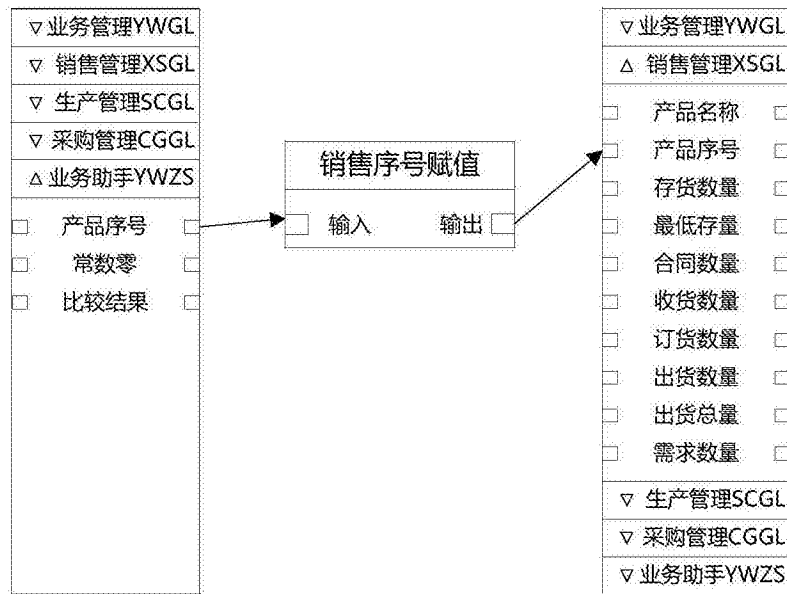 ▽业务管理YWGL
▽ 销售管理XSGL
▽ 生产管理SCGL
▽ 采购管理CGGL
△业务助手YWZS
产品序号
常数零
比较结果
销售序号赋值
输入 输出
▽业务管理YWGL
△ 销售管理XSGL
产品名称
产品序号
存货数量
最低存量
合同数量
收货数量
订货数量
出货数量
出货总量
需求数量
▽ 生产管理SCGL
▽ 采购管理CGGL
▽业务助手YWZS